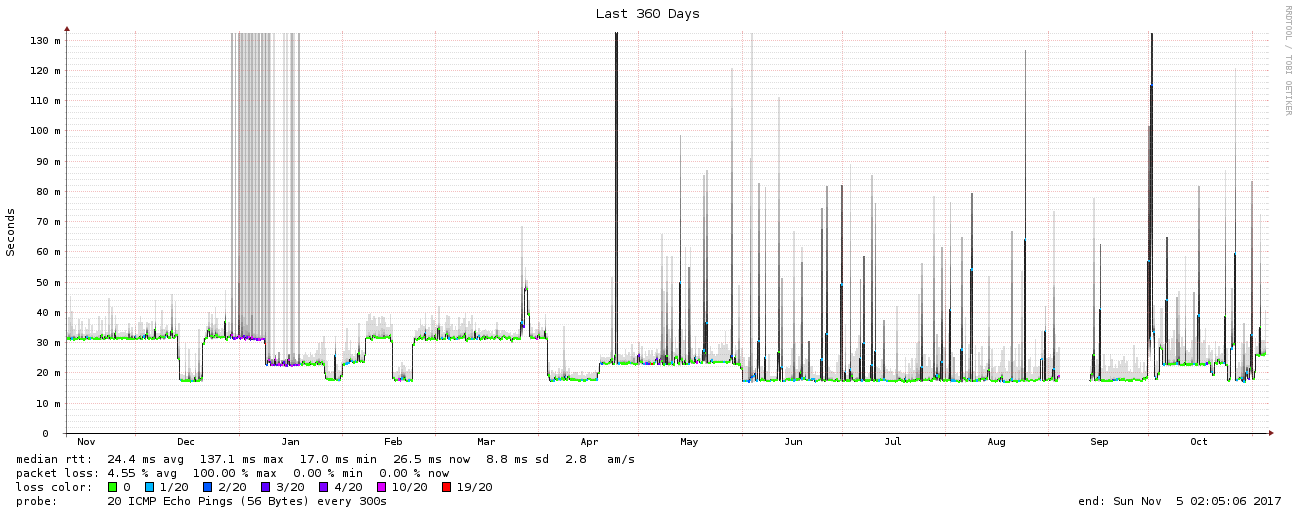 Last 360 Days
RRDTOOL / TOBI OETIKER
Seconds
130 m
120 m
110 m
100 m
90 m
80 m
70 m
60 m
50 m
40 m
30 m
20 m
10 m
0
Nov Dec Jan Feb Mar Apr May Jun Jul Aug Sep Oct
median rtt: 24.4 ms avg 137.1 ms max 17.0 ms min 26.5 ms now 8.8 ms sd 2.8 am/s
packet loss: 4.55 % avg 100.00 % max 0.00 % min 0.00 % now
loss color: 0 1/20 2/20 3/20 4/20 10/20 19/20
probe: 20 ICMP Echo Pings (56 Bytes) every 300s end: Sun Nov 5 02:05:06 2017